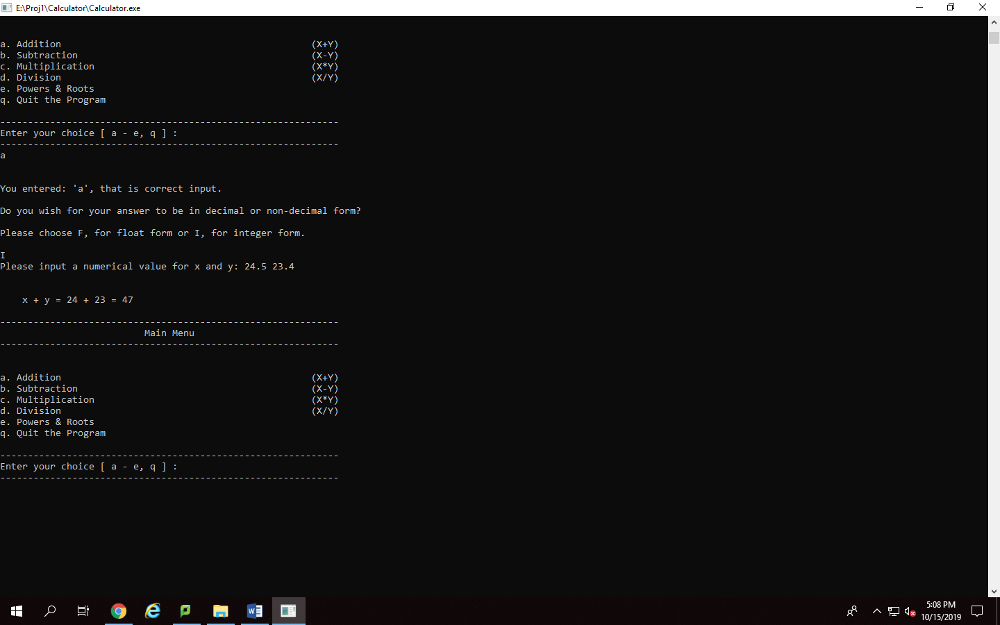 E:\Proj1\Calculator\Calculator.exe
a. Addition (X+Y)
b. Subtraction (X-Y)
c. Multiplication (X*Y)
d. Division (X/Y)
e. Powers & Roots
q. Quit the Program
-------------------------------------------------------------
Enter your choice [ a - e, q ] :
-------------------------------------------------------------
a
You entered: 'a', that is correct input.
Do you wish for your answer to be in decimal or non-decimal form?
Please choose F, for float form or I, for integer form.
I
Please input a numerical value for x and y: 24.5 23.4
x + y = 24 + 23 = 47
-------------------------------------------------------------
Main Menu
-------------------------------------------------------------
a. Addition (X+Y)
b. Subtraction (X-Y)
c. Multiplication (X*Y)
d. Division (X/Y)
e. Powers & Roots
q. Quit the Program
-------------------------------------------------------------
Enter your choice [ a - e, q ] :
-------------------------------------------------------------
5:08 PM
10/15/2019